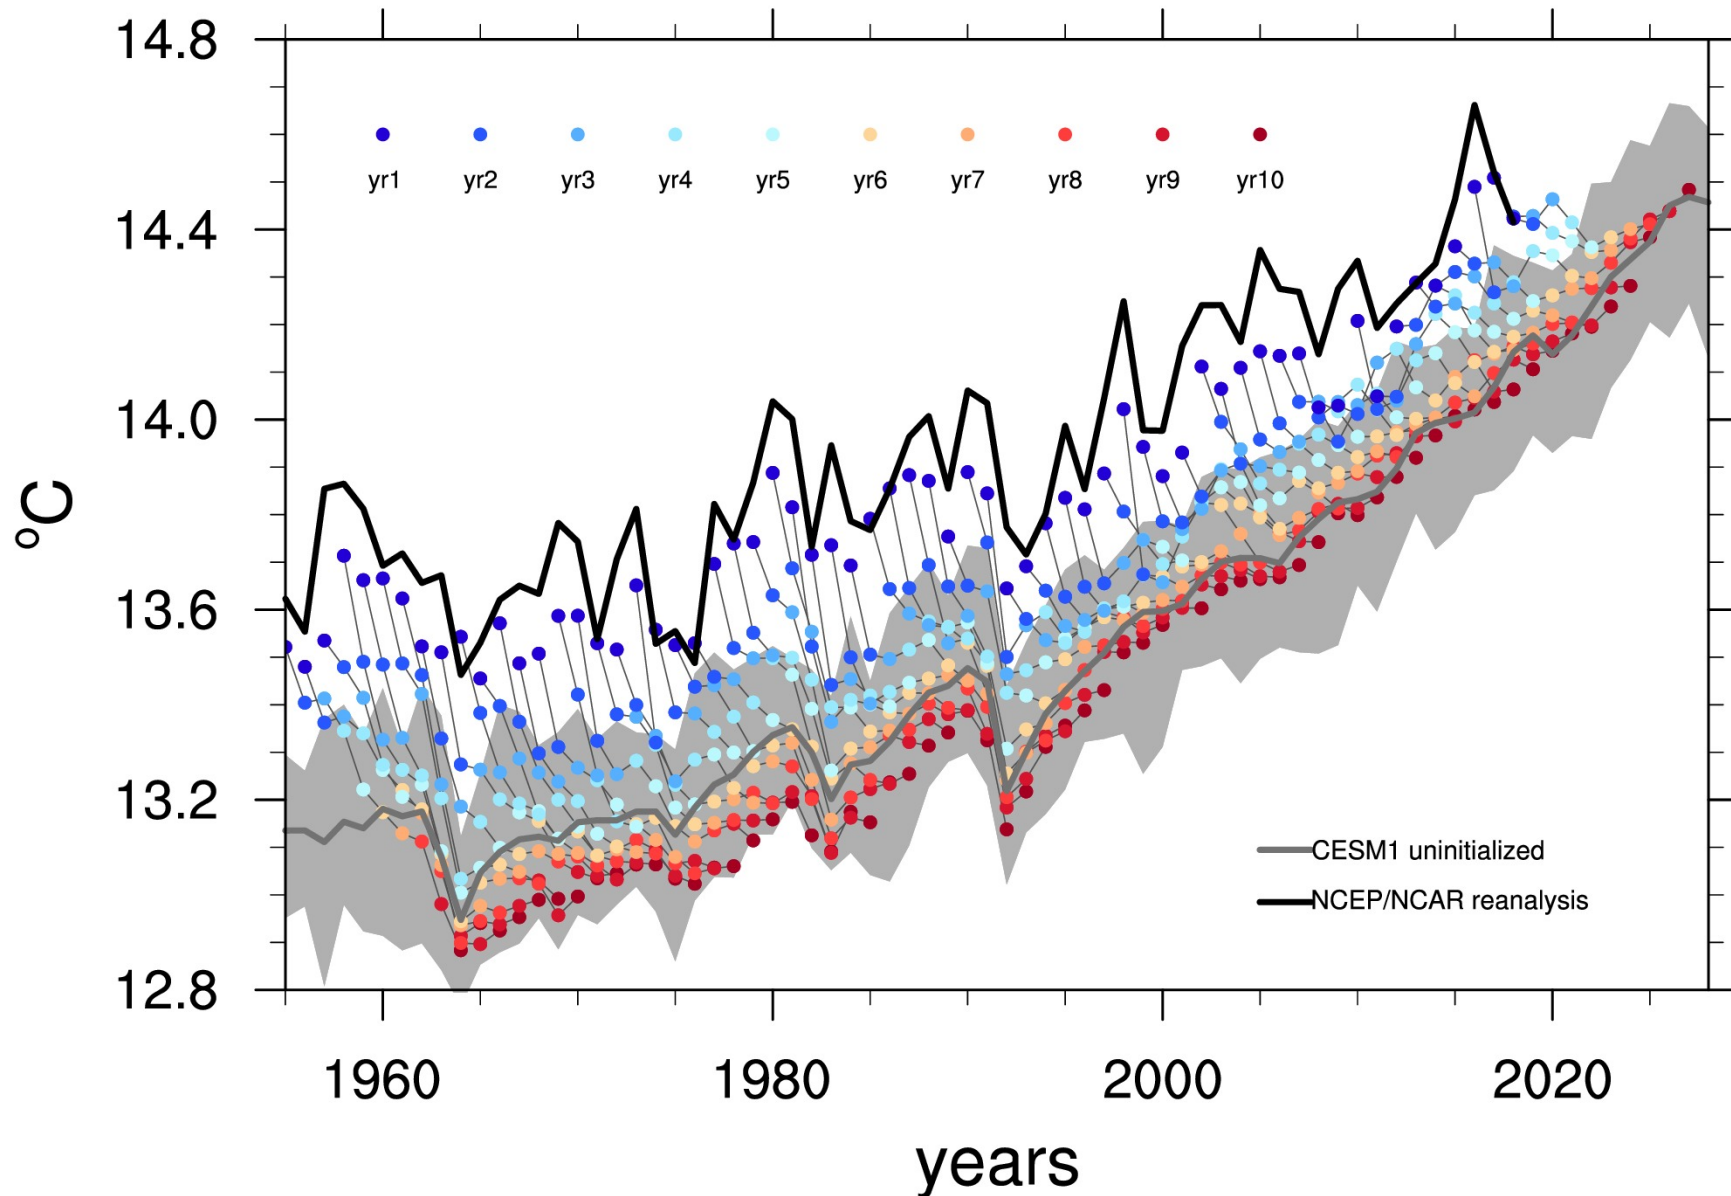 14.8
14.4
14.0
13.6
13.2
12.8
ºC
yr1 yr2 yr3 yr4 yr5 yr6 yr7 yr8 yr9 yr10
CESM1 uninitialized
NCEP/NCAR reanalysis
1960 1980 2000 2020
years